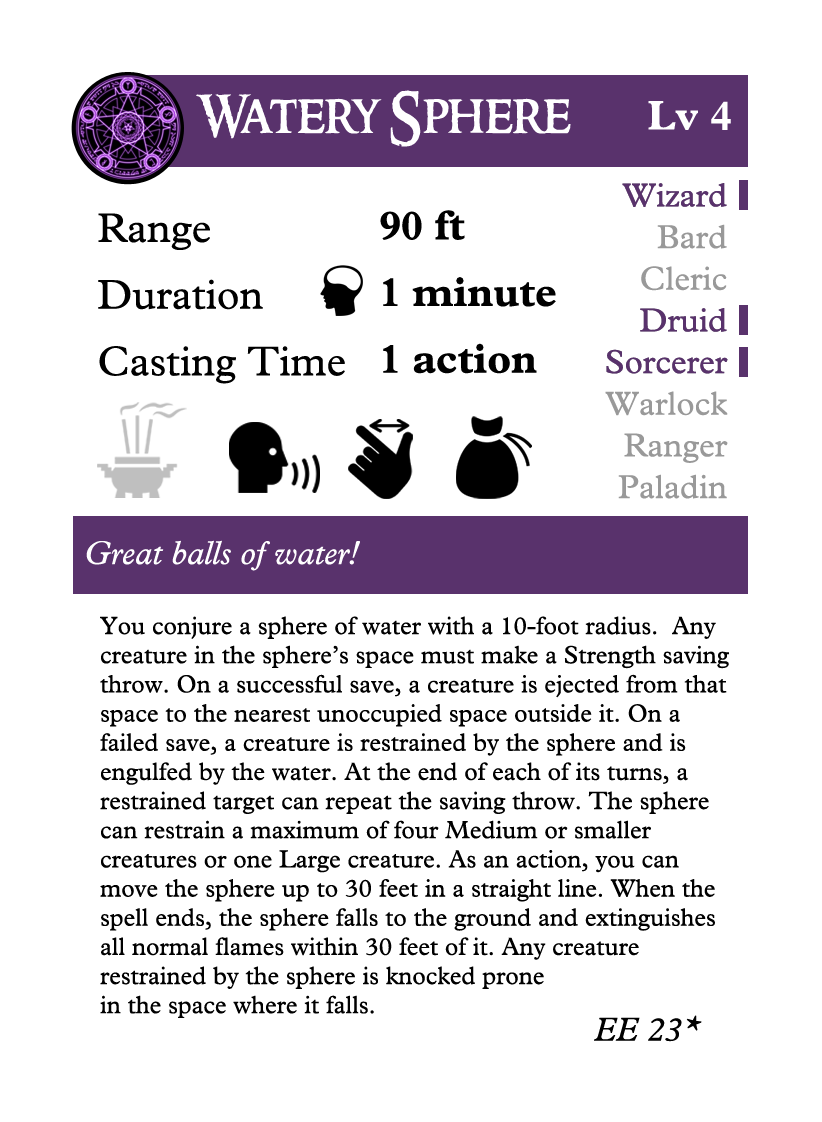 WATERY SPHERE Lv 4
Wizard
Range 90 ft
Bard
Cleric
Duration 1 minute
Druid
Casting Time 1 action
Sorcerer
Warlock
Ranger
Paladin
Great balls of water!
You conjure a sphere of water with a 10-foot radius.  Any
creature in the sphere’s space must make a Strength saving
throw. On a successful save, a creature is ejected from that
space to the nearest unoccupied space outside it. On a
failed save, a creature is restrained by the sphere and is
engulfed by the water. At the end of each of its turns, a
restrained target can repeat the saving throw. The sphere
can restrain a maximum of four Medium or smaller
creatures or one Large creature. As an action, you can
move the sphere up to 30 feet in a straight line. When the
spell ends, the sphere falls to the ground and extinguishes
all normal flames within 30 feet of it. Any creature
restrained by the sphere is knocked prone
in the space where it falls.
EE 23*